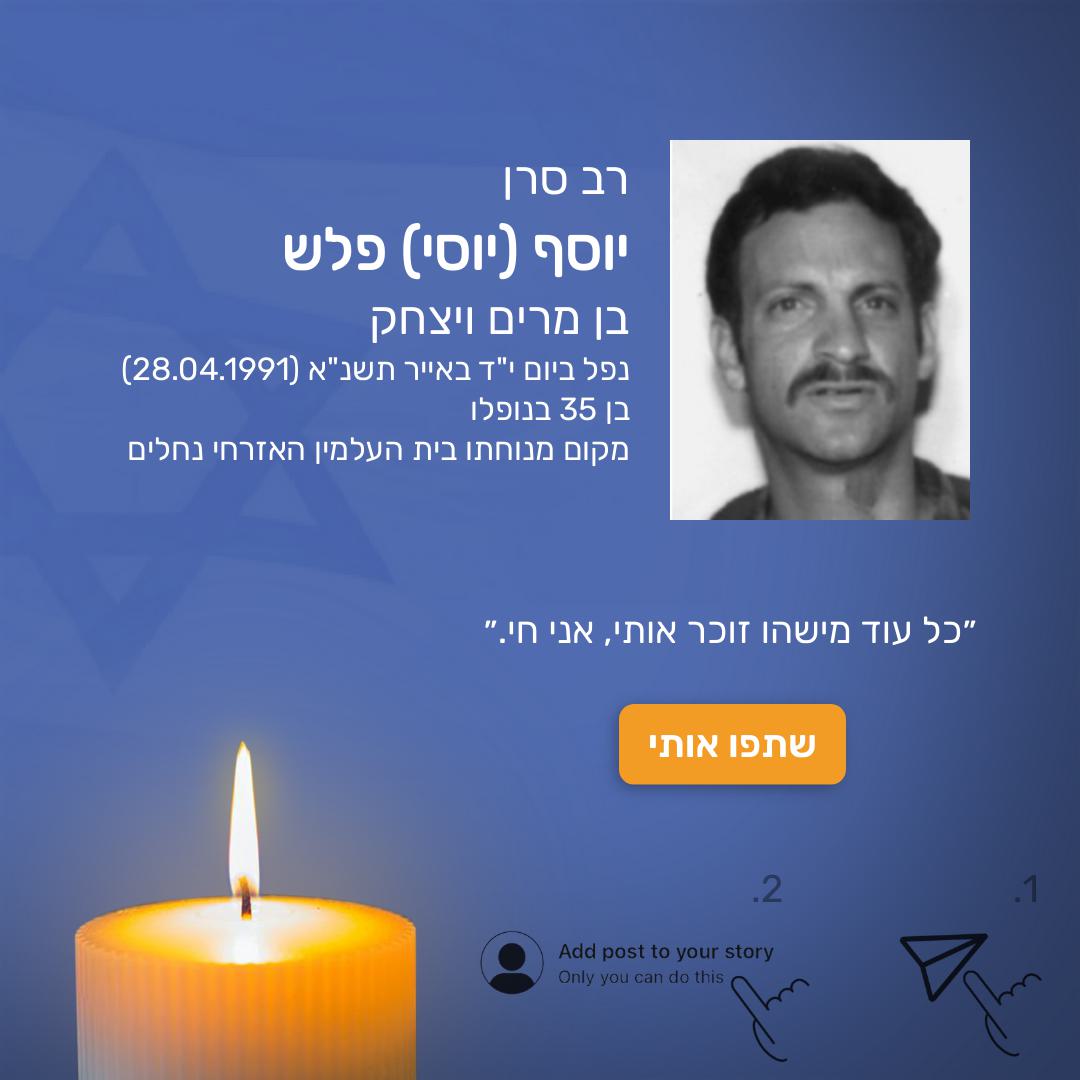 רב סרן
יוסף (יוסי) פלש
בן מרים ויצחק
נפל ביום י"ד באייר תשנ"א (28.04.1991)
בן 35 בנופלו
מקום מנוחתו בית העלמין האזרחי נחלים
״כל עוד מישהו זוכר אותי, אני חי.״
שתפו אותי
.1
.2
Add post to your story
Only you can do this